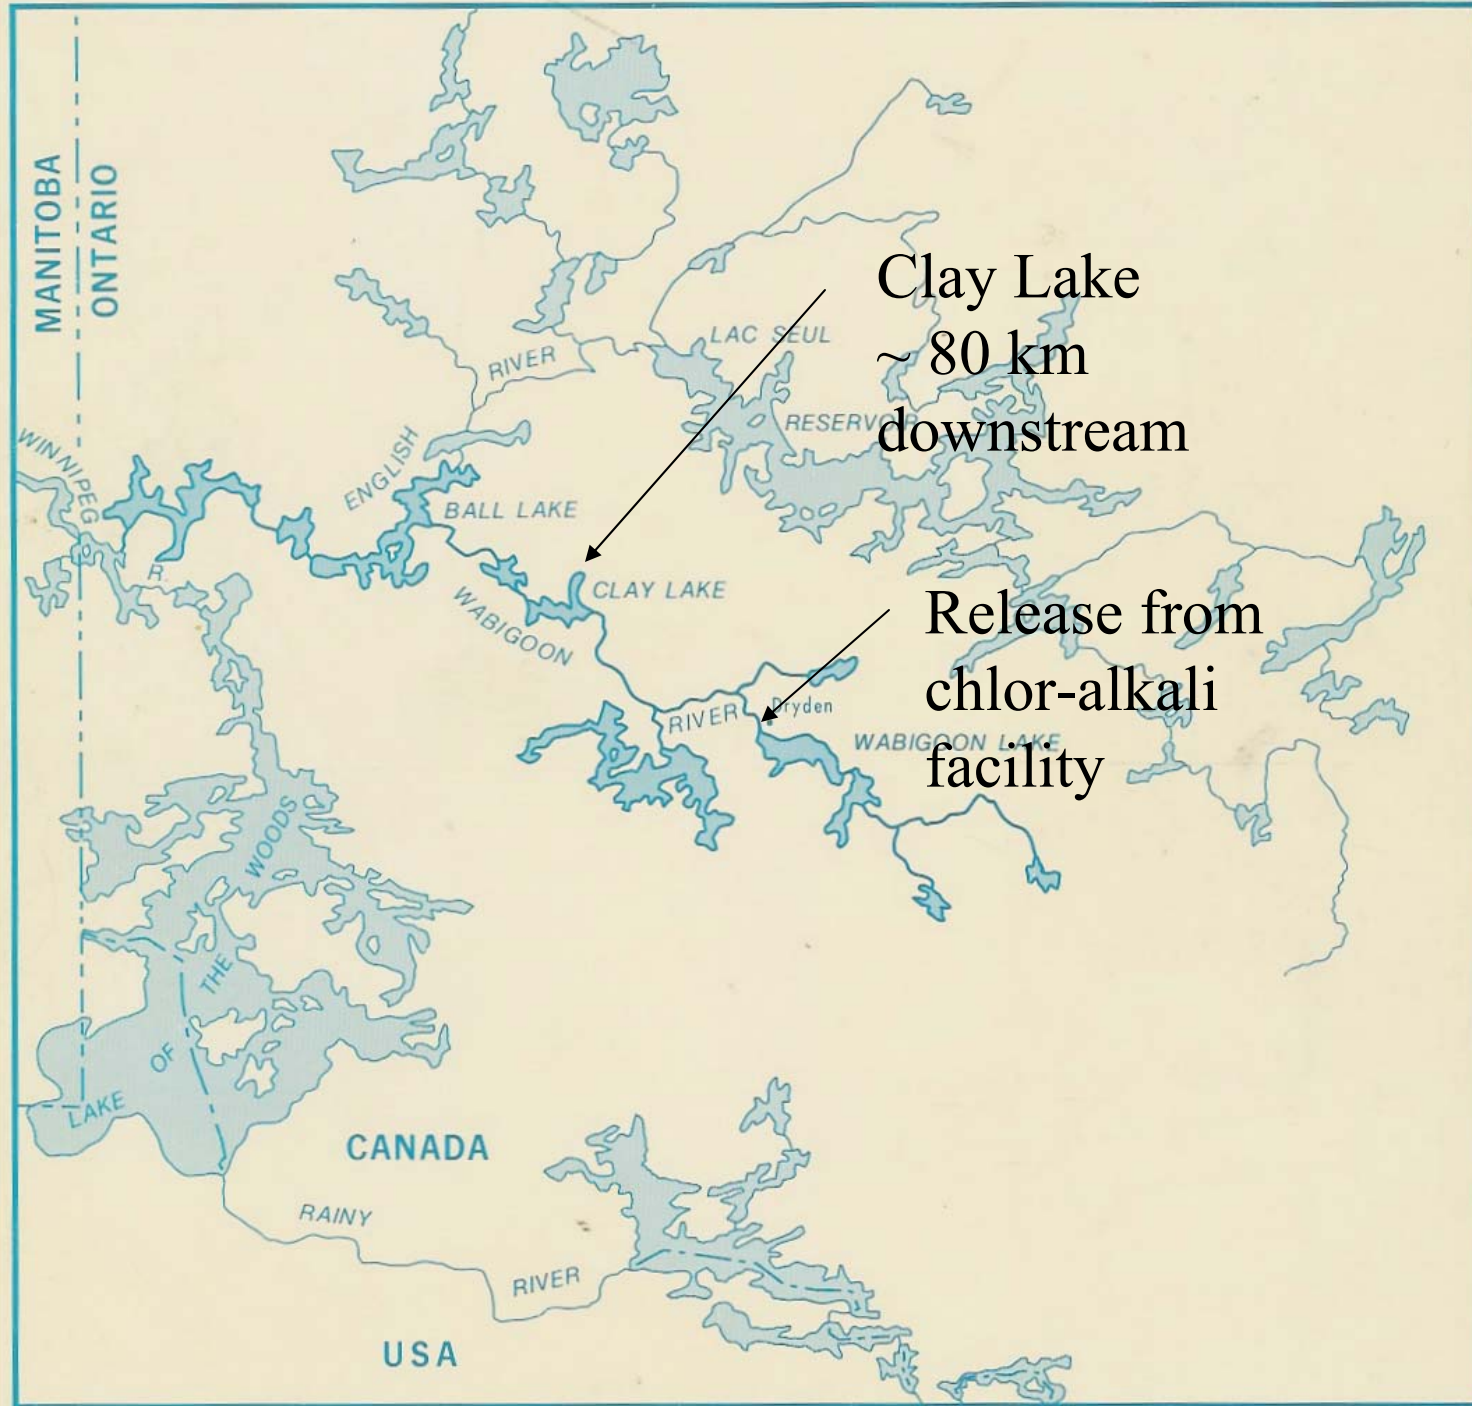 MANITOBA
ONTARIO
Clay Lake
~ 80 km
downstream
LAC SEUL
RIVER
RESERVOIR
ENGLISH
WINNIPEG
BALL LAKE
R.
CLAY LAKE
WABIGOON
Release from
chlor-alkali
facility
RIVER
Dryden
WABIGOON LAKE
WOODS
THE
OF
LAKE
CANADA
RAINY
RIVER
USA